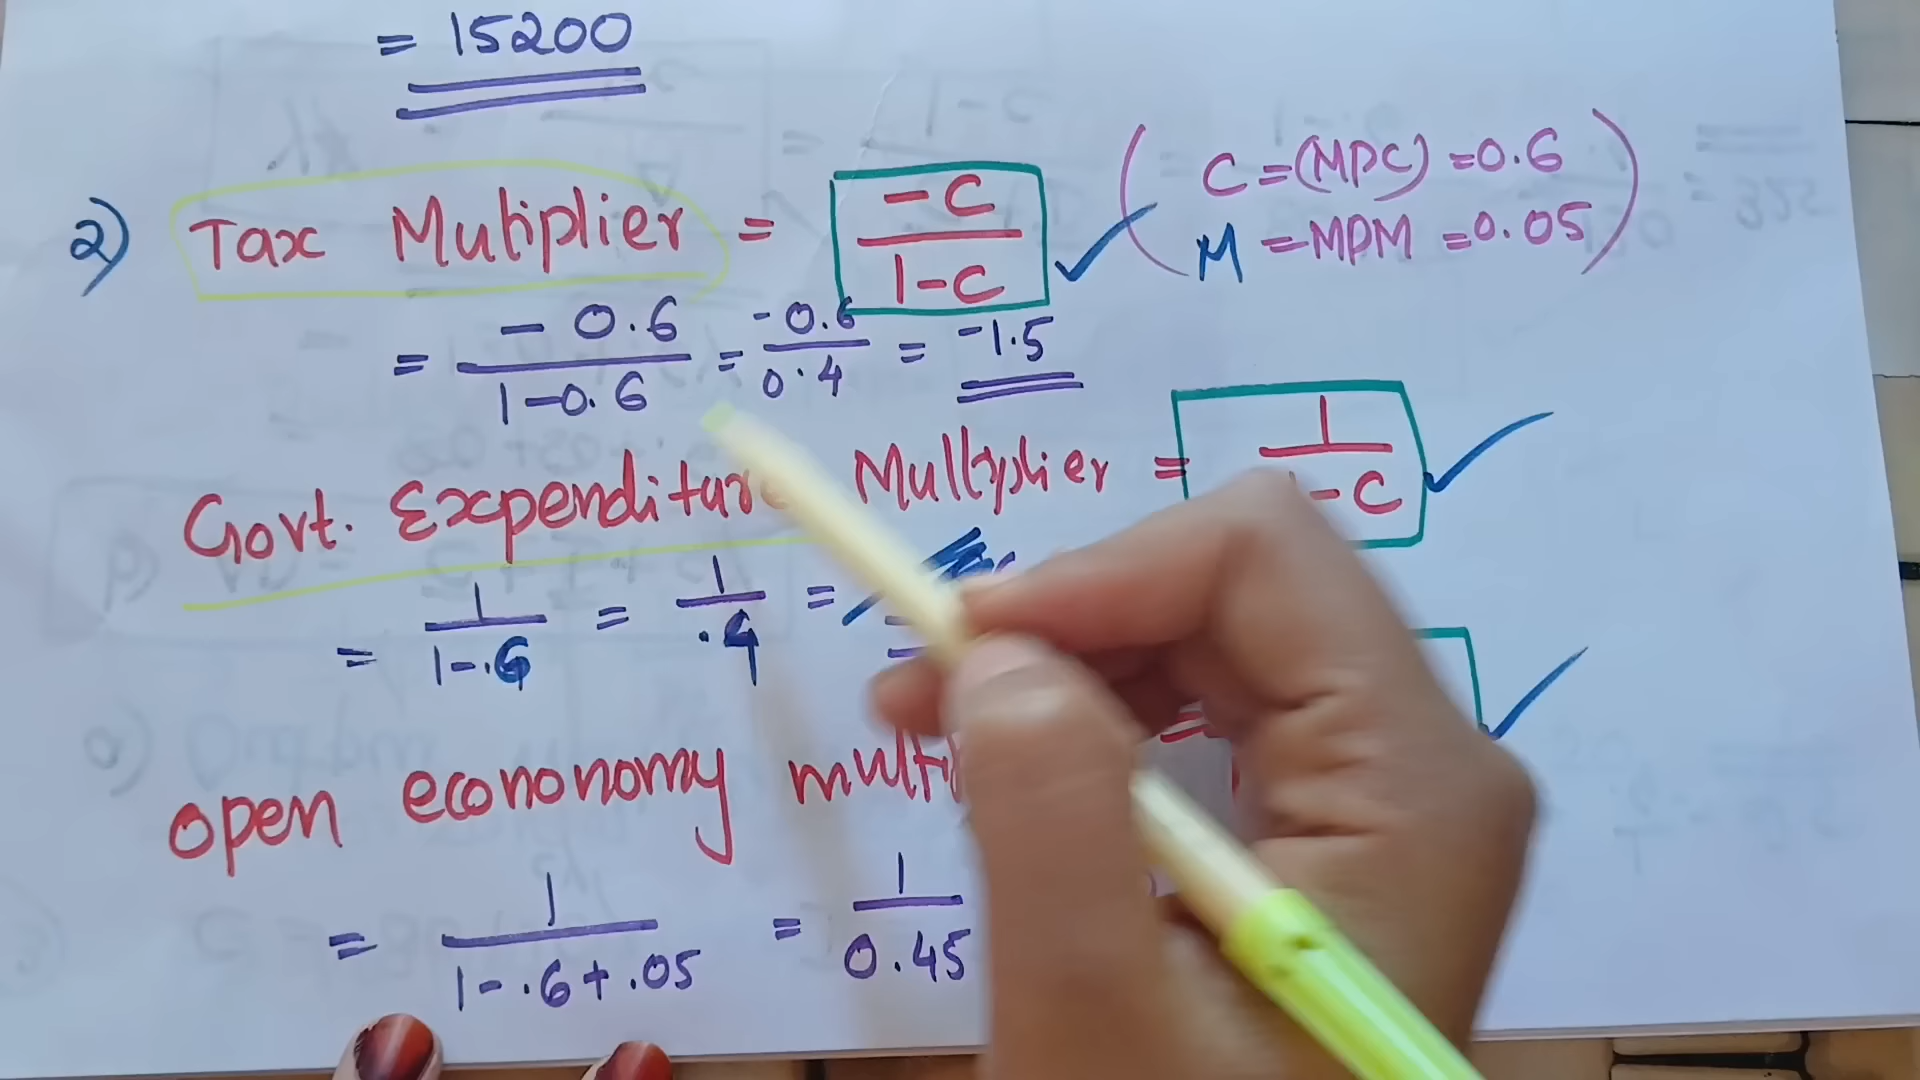 = 15200
2) Tax Mutiplier = -C / 1-C (C =(MPC) =0.6
M =MPM =0.05)
= - 0.6 / 1-0.6 = -0.6 / 0.4 = -1.5
Govt. Expenditure Multiplier = 1 / 1-C
= 1 / 1-.6 = 1 / .4 =
open econonomy
= 1 / 1-.6+.05 = 1 / 0.45